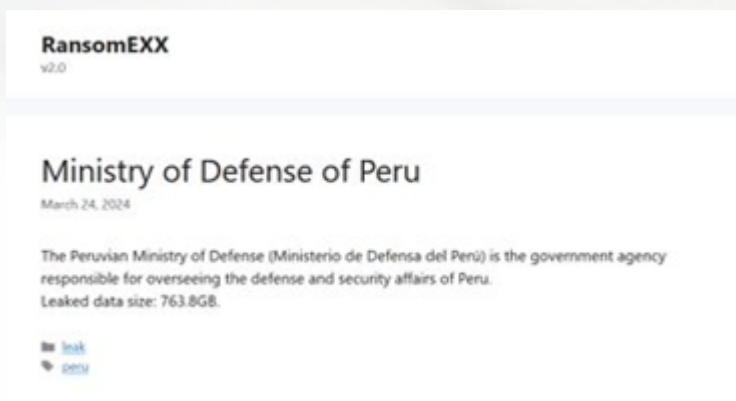 RansomEXX
v2.0
Ministry of Defense of Peru
March 24, 2024
The Peruvian Ministry of Defense (Ministerio de Defensa del Perú) is the government agency
responsible for overseeing the defense and security affairs of Peru.
Leaked data size: 763.8GB.
leak
peru